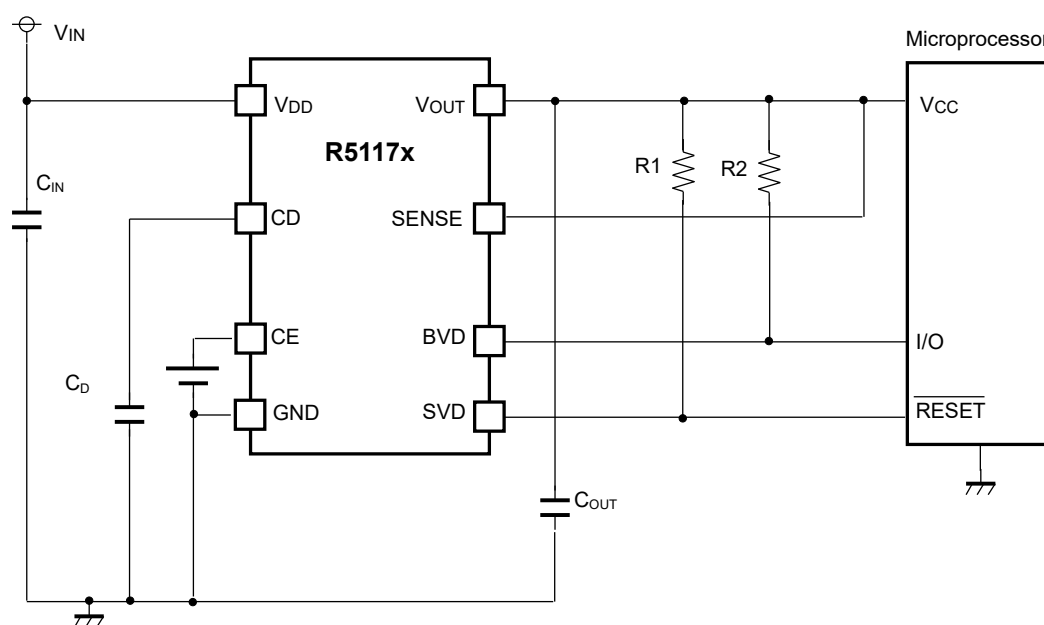 VIN
Microprocessor
VDD
VOUT
VCC
R5117x
R1
R2
CIN
CD
SENSE
CE
BVD
I/O
CD
GND
SVD
RESET
COUT